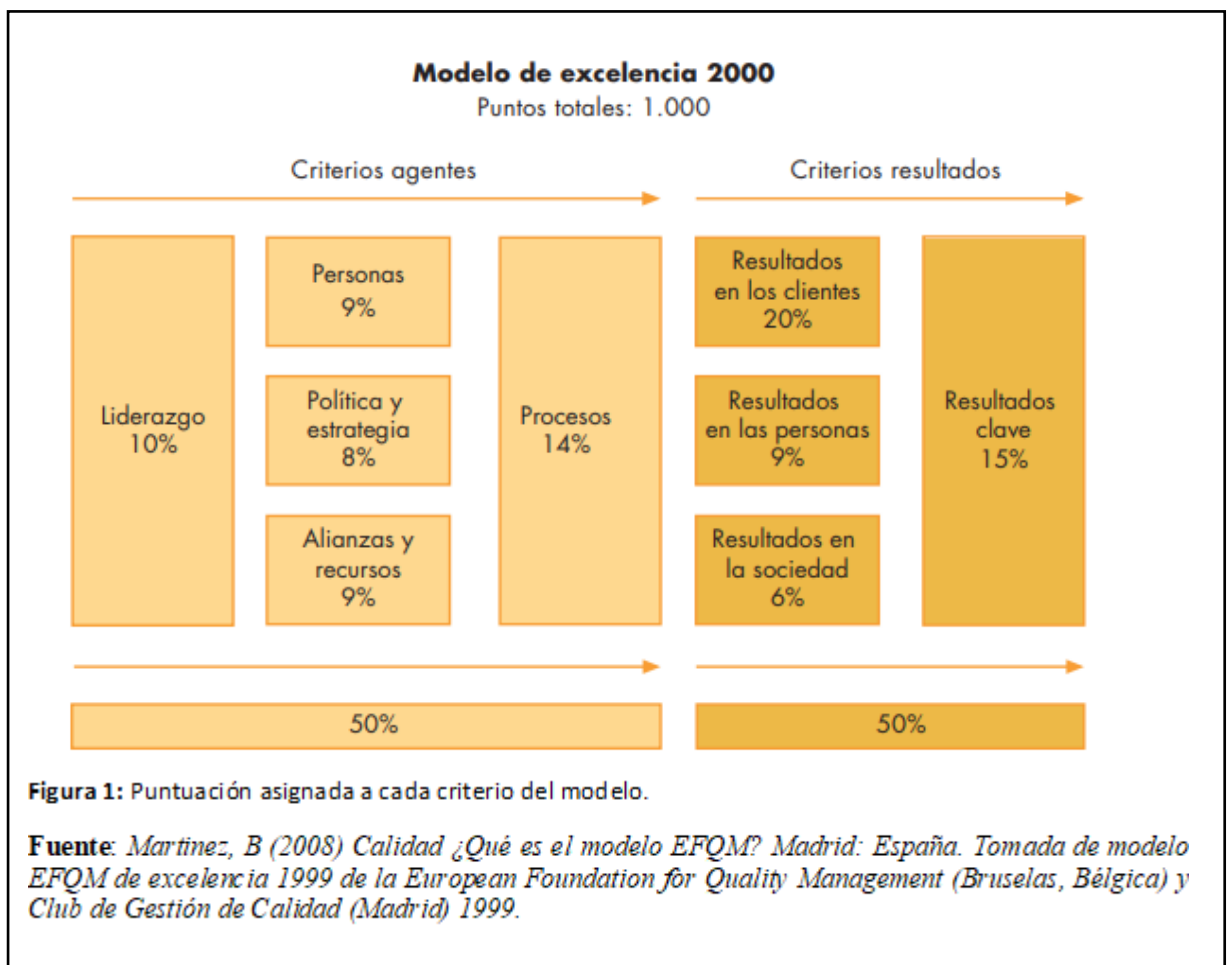 Modelo de excelencia 2000
Puntos totales: 1.000
Criterios agentes
Criterios resultados
Liderazgo
10%
Personas
9%
Política y
estrategia
8%
Alianzas y
recursos
9%
Procesos
14%
Resultados
en los clientes
20%
Resultados
en las personas
9%
Resultados en
la sociedad
6%
Resultados
clave
15%
50%
50%
Figura 1: Puntuación asignada a cada criterio del modelo.
Fuente: Martinez, B (2008) Calidad ¿Qué es el modelo EFQM? Madrid: España. Tomada de modelo
EFQM de excelencia 1999 de la European Foundation for Quality Management (Bruselas, Bélgica) y
Club de Gestión de Calidad (Madrid) 1999.